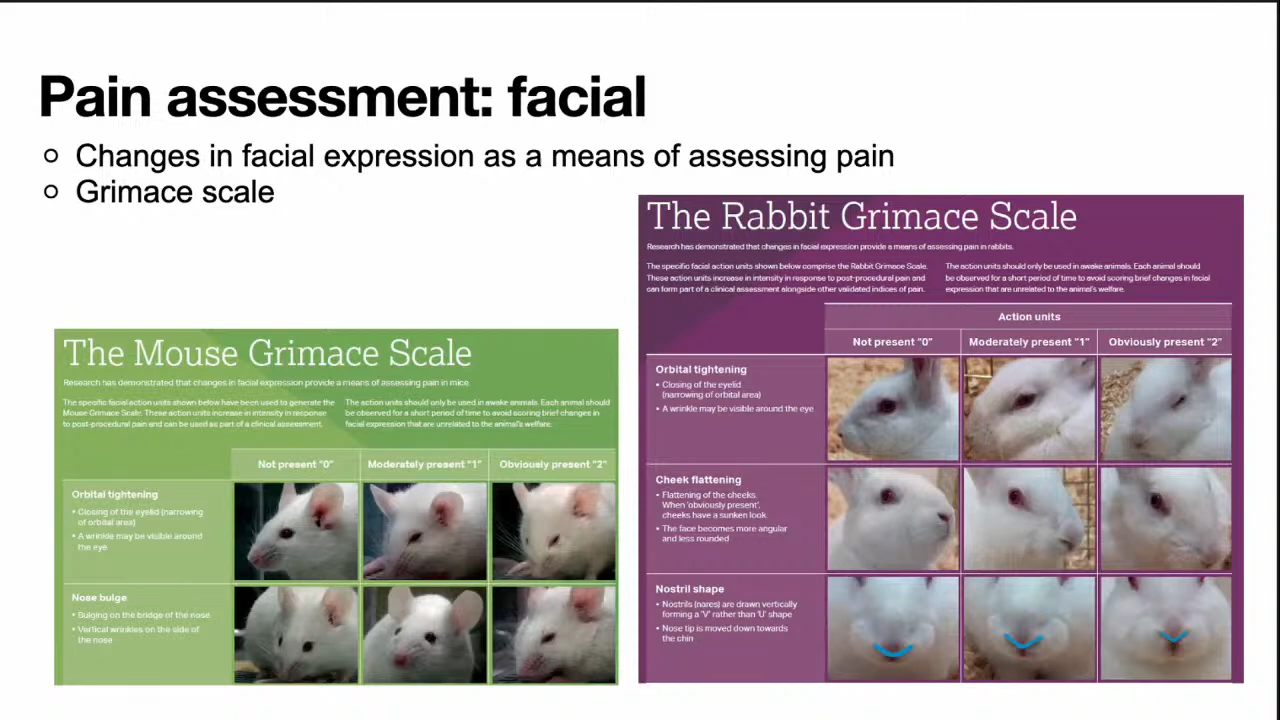 Pain assessment: facial
Changes in facial expression as a means of assessing pain
Grimace scale
The Mouse Grimace Scale
Research has demonstrated that changes in facial expression provide a means of assessing pain in mice.
The specific facial action units shown below have been used to generate the
Mouse Grimace Scale. These action units increase in intensity in response
to post-procedural pain and can be used as part of a clinical assessment.
The action units should only be used in awake animals. Each animal should
be observed for a short period of time to avoid scoring brief changes in
facial expression that are unrelated to the animal's welfare.
Not present "0"
Moderately present "1"
Obviously present "2"
Orbital tightening
• Closing of the eyelid (narrowing
of orbital area)
• A wrinkle may be visible around
the eye
Nose bulge
• Bulging on the bridge of the nose
• Vertical wrinkles on the side of
the nose
The Rabbit Grimace Scale
Research has demonstrated that changes in facial expression provide a means of assessing pain in rabbits.
The specific facial action units shown below comprise the Rabbit Grimace Scale.
These action units increase in intensity in response to post-procedural pain and
can form part of a clinical assessment alongside other validated indices of pain.
The action units should only be used in awake animals. Each animal should
be observed for a short period of time to avoid scoring brief changes in facial
expression that are unrelated to the animal's welfare.
Action units
Not present "0"
Moderately present "1"
Obviously present "2"
Orbital tightening
• Closing of the eyelid
(narrowing of orbital area)
• A wrinkle may be visible around the eye
Cheek flattening
• Flattening of the cheeks.
When 'obviously present',
cheeks have a sunken look.
• The face becomes more angular
and less rounded
Nostril shape
• Nostrils (nares) are drawn vertically
forming a 'V' rather than 'U' shape
• Nose tip is moved down towards
the chin